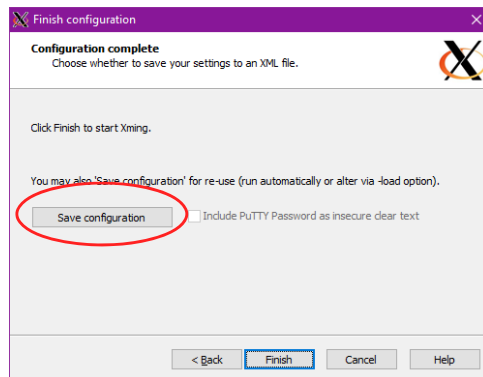 Finish configuration
Configuration complete
Choose whether to save your settings to an XML file.
Click Finish to start Xming.
You may also 'Save configuration' for re-use (run automatically or alter via -load option).
Save configuration
Include PuTTY Password as insecure clear text
< Back
Finish
Cancel
Help